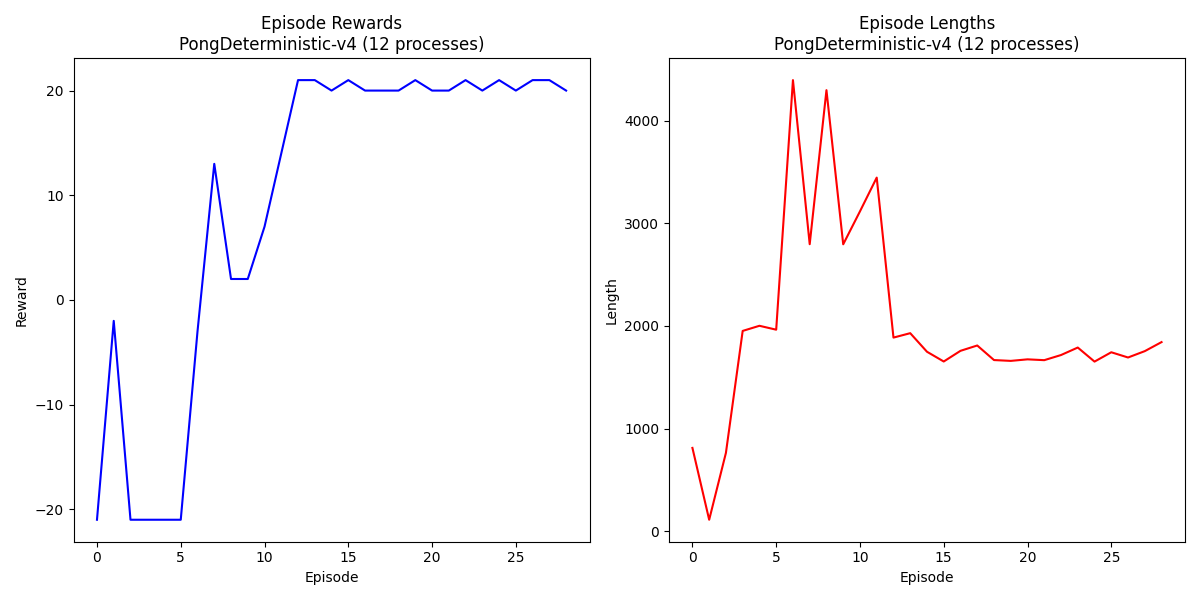 Episode Rewards
PongDeterministic-v4 (12 processes)
20
10
0
−10
−20
Reward
0
5
10
15
20
25
Episode
Episode Lengths
PongDeterministic-v4 (12 processes)
4000
3000
2000
1000
0
Length
0
5
10
15
20
25
Episode